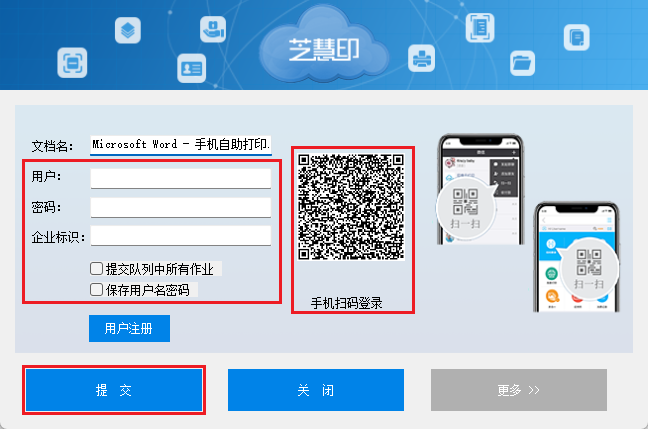 芝慧印
文档名：
Microsoft Word - 手机自助打印.
用户：
密码：
企业标识：
提交队列中所有作业
保存用户名密码
用户注册
手机扫码登录
扫一扫
扫一扫
提 交
关 闭
更多 >>